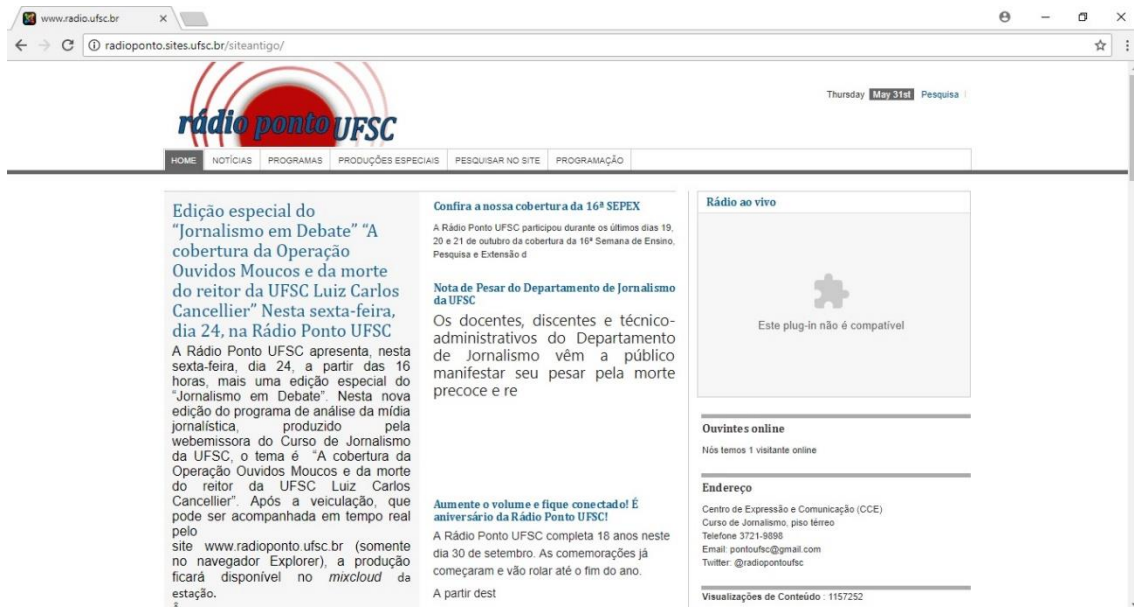 www.radio.ufsc.br
radioponto.sites.ufsc.br/siteantigo/
rádio ponto UFSC
Thursday May 31st Pesquisa
HOME NOTÍCIAS PROGRAMAS PRODUÇÕES ESPECIAIS PESQUISAR NO SITE PROGRAMAÇÃO
Edição especial do
“Jornalismo em Debate” “A
cobertura da Operação
Ouvidos Moucos e da morte
do reitor da UFSC Luiz Carlos
Cancellier” Nesta sexta-feira,
dia 24, na Rádio Ponto UFSC
A Rádio Ponto UFSC apresenta, nesta
sexta-feira, dia 24, a partir das 16
horas, mais uma edição especial do
“Jornalismo em Debate”. Nesta nova
edição do programa de análise da mídia
jornalística, produzido pela
webemissora do Curso de Jornalismo
da UFSC, o tema é “A cobertura da
Operação Ouvidos Moucos e da morte
do reitor da UFSC Luiz Carlos
Cancellier”. Após a veiculação, que
pode ser acompanhada em tempo real
pelo
site www.radioponto.ufsc.br (somente
no navegador Explorer), a produção
ficará disponível no mixcloud da
estação.
Confira a nossa cobertura da 16ª SEPEX
A Rádio Ponto UFSC participou durante os últimos dias 19,
20 e 21 de outubro da cobertura da 16ª Semana de Ensino,
Pesquisa e Extensão d
Nota de Pesar do Departamento de Jornalismo
da UFSC
Os docentes, discentes e técnico-
administrativos do Departamento
de Jornalismo vêm a público
manifestar seu pesar pela morte
precoce e re
Aumente o volume e fique conectado! É
aniversário da Rádio Ponto UFSC!
A Rádio Ponto UFSC completa 18 anos neste
dia 30 de setembro. As comemorações já
começaram e vão rolar até o fim do ano.
A partir dest
Rádio ao vivo
Este plug-in não é compatível
Ouvintes online
Nós temos 1 visitante online
Endereço
Centro de Expressão e Comunicação (CCE)
Curso de Jornalismo, piso térreo
Telefone 3721-9898
Email: pontoufsc@gmail.com
Twitter: @radiopontoufsc
Visualizações de Conteúdo : 1157252